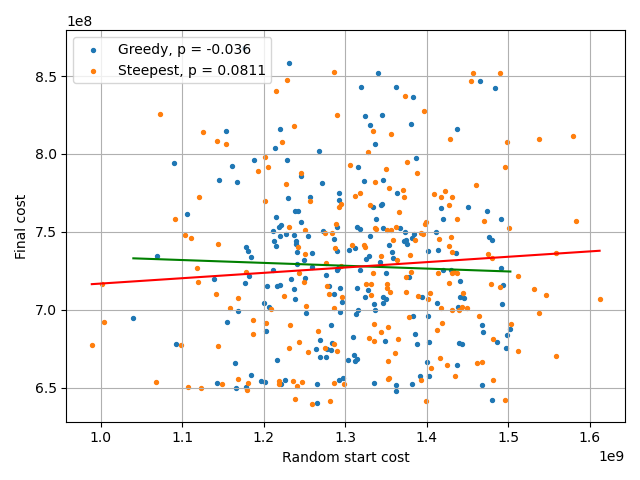 1e8
Greedy, p = -0.036
Steepest, p = 0.0811
8.5
8.0
7.5
7.0
6.5
Final cost
1.0 1.1 1.2 1.3 1.4 1.5 1.6
Random start cost
1e9